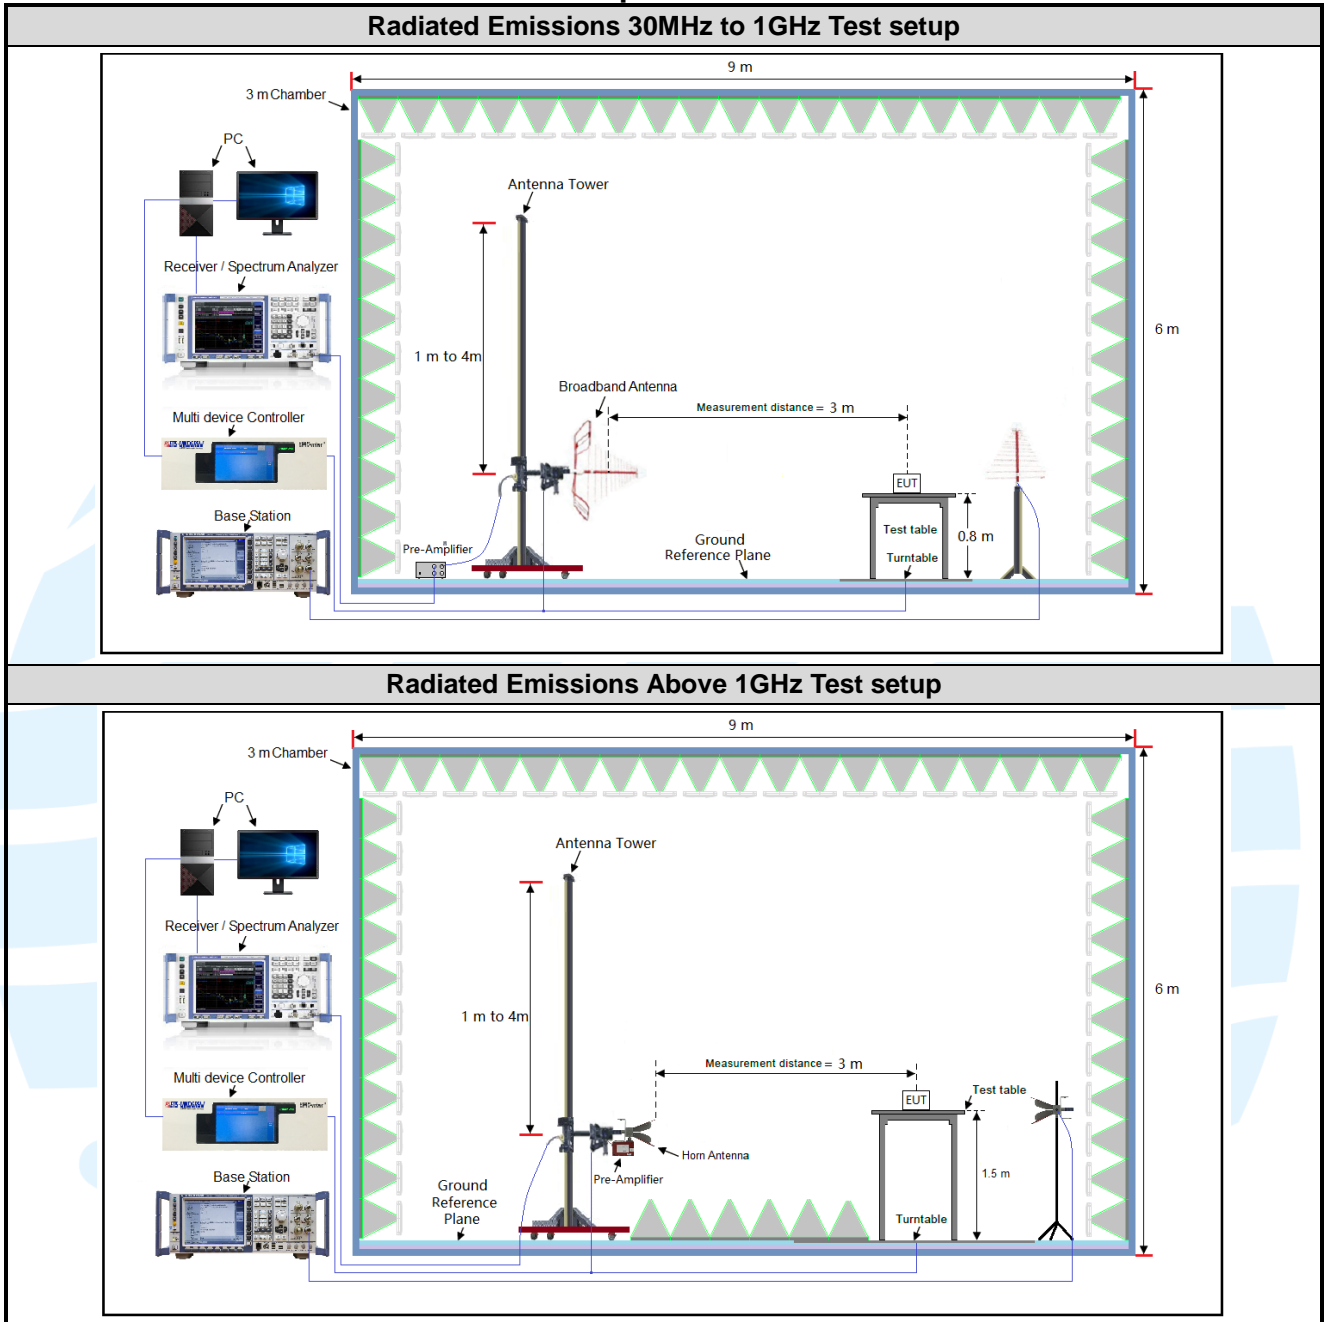 Radiated Emissions 30MHz to 1GHz Test setup
9 m
3 m Chamber
PC
Antenna Tower
Receiver / Spectrum Analyzer
6 m
1 m to 4m
Broadband Antenna
Measurement distance = 3 m
Multi device Controller
EUT
Base Station
Test table
0.8 m
Ground
Reference Plane
Pre-Amplifier
Turntable
Radiated Emissions Above 1GHz Test setup
9 m
3 m Chamber
PC
Antenna Tower
Receiver / Spectrum Analyzer
6 m
1 m to 4m
Measurement distance = 3 m
Multi device Controller
EUT
Test table
Horn Antenna
Pre-Amplifier
1.5 m
Base Station
Ground
Reference
Plane
Turntable